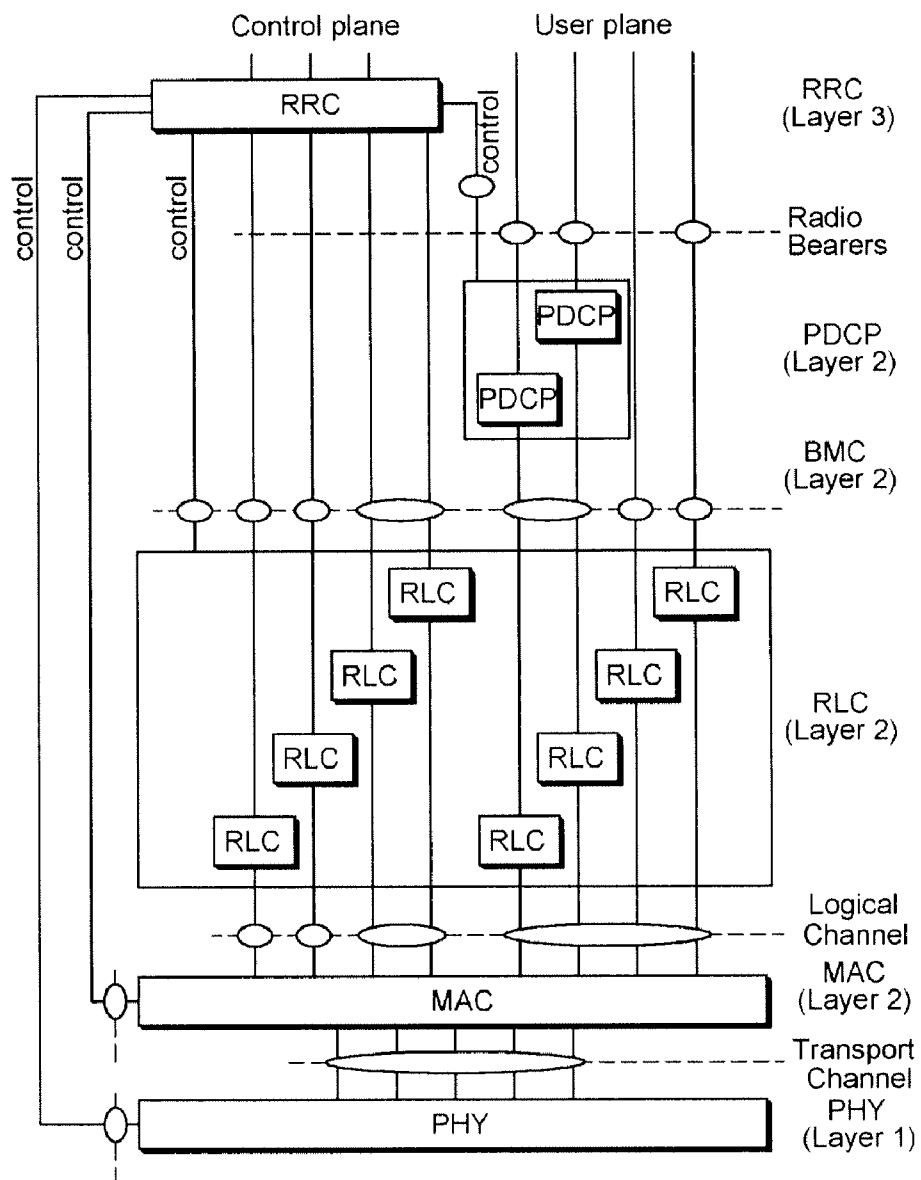 Control plane
User plane
RRC
RRC
(Layer 3)
control
control
control
control
Radio
Bearers
PDCP
PDCP
PDCP
(Layer 2)
BMC
(Layer 2)
RLC
RLC
RLC
RLC
RLC
(Layer 2)
RLC
RLC
RLC
RLC
Logical
Channel
MAC
MAC
(Layer 2)
Transport
Channel
PHY
PHY
(Layer 1)